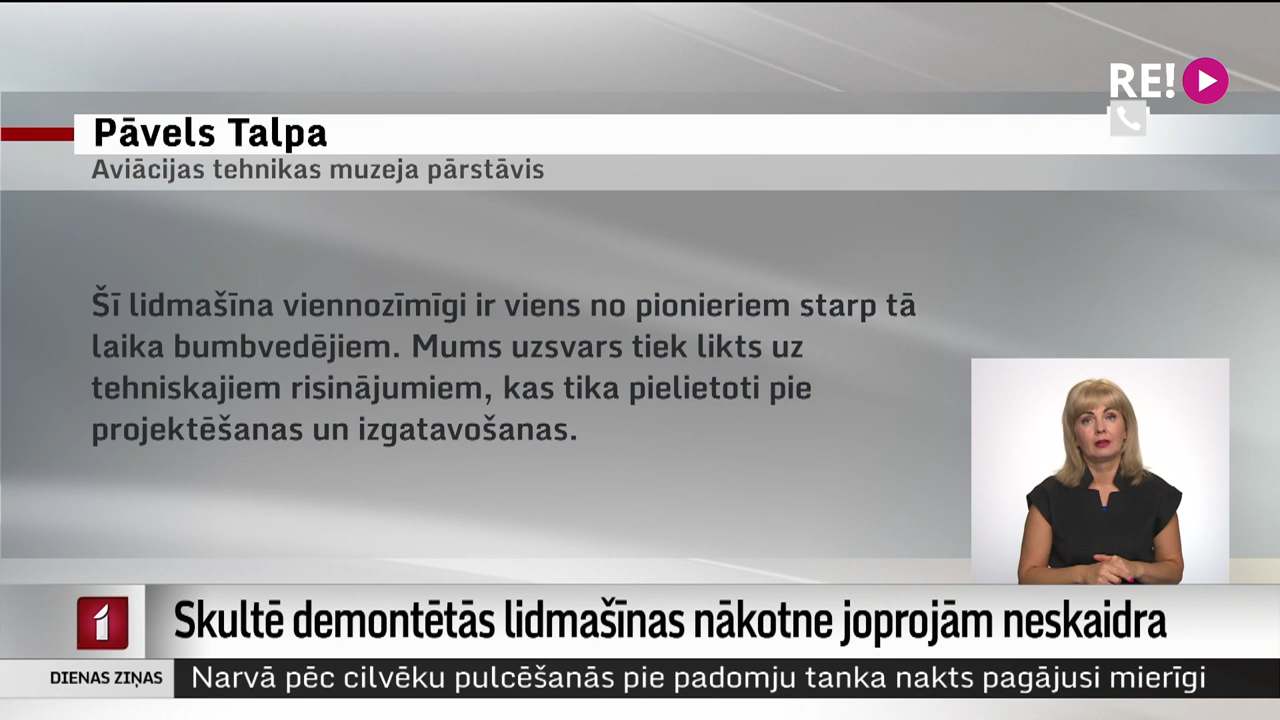 RE!
Pāvels Talpa
Aviācijas tehnikas muzeja pārstāvis
Šī lidmašīna viennozīmīgi ir viens no pionieriem starp tā
laika bumbvedējiem. Mums uzsvars tiek likts uz
tehniskajiem risinājumiem, kas tika pielietoti pie
projektēšanas un izgatavošanas.
1
Skultē demontētās lidmašīnas nākotne joprojām neskaidra
DIENAS ZIŅAS
Narvā pēc cilvēku pulcēšanās pie padomju tanka nakts pagājusi mierīgi